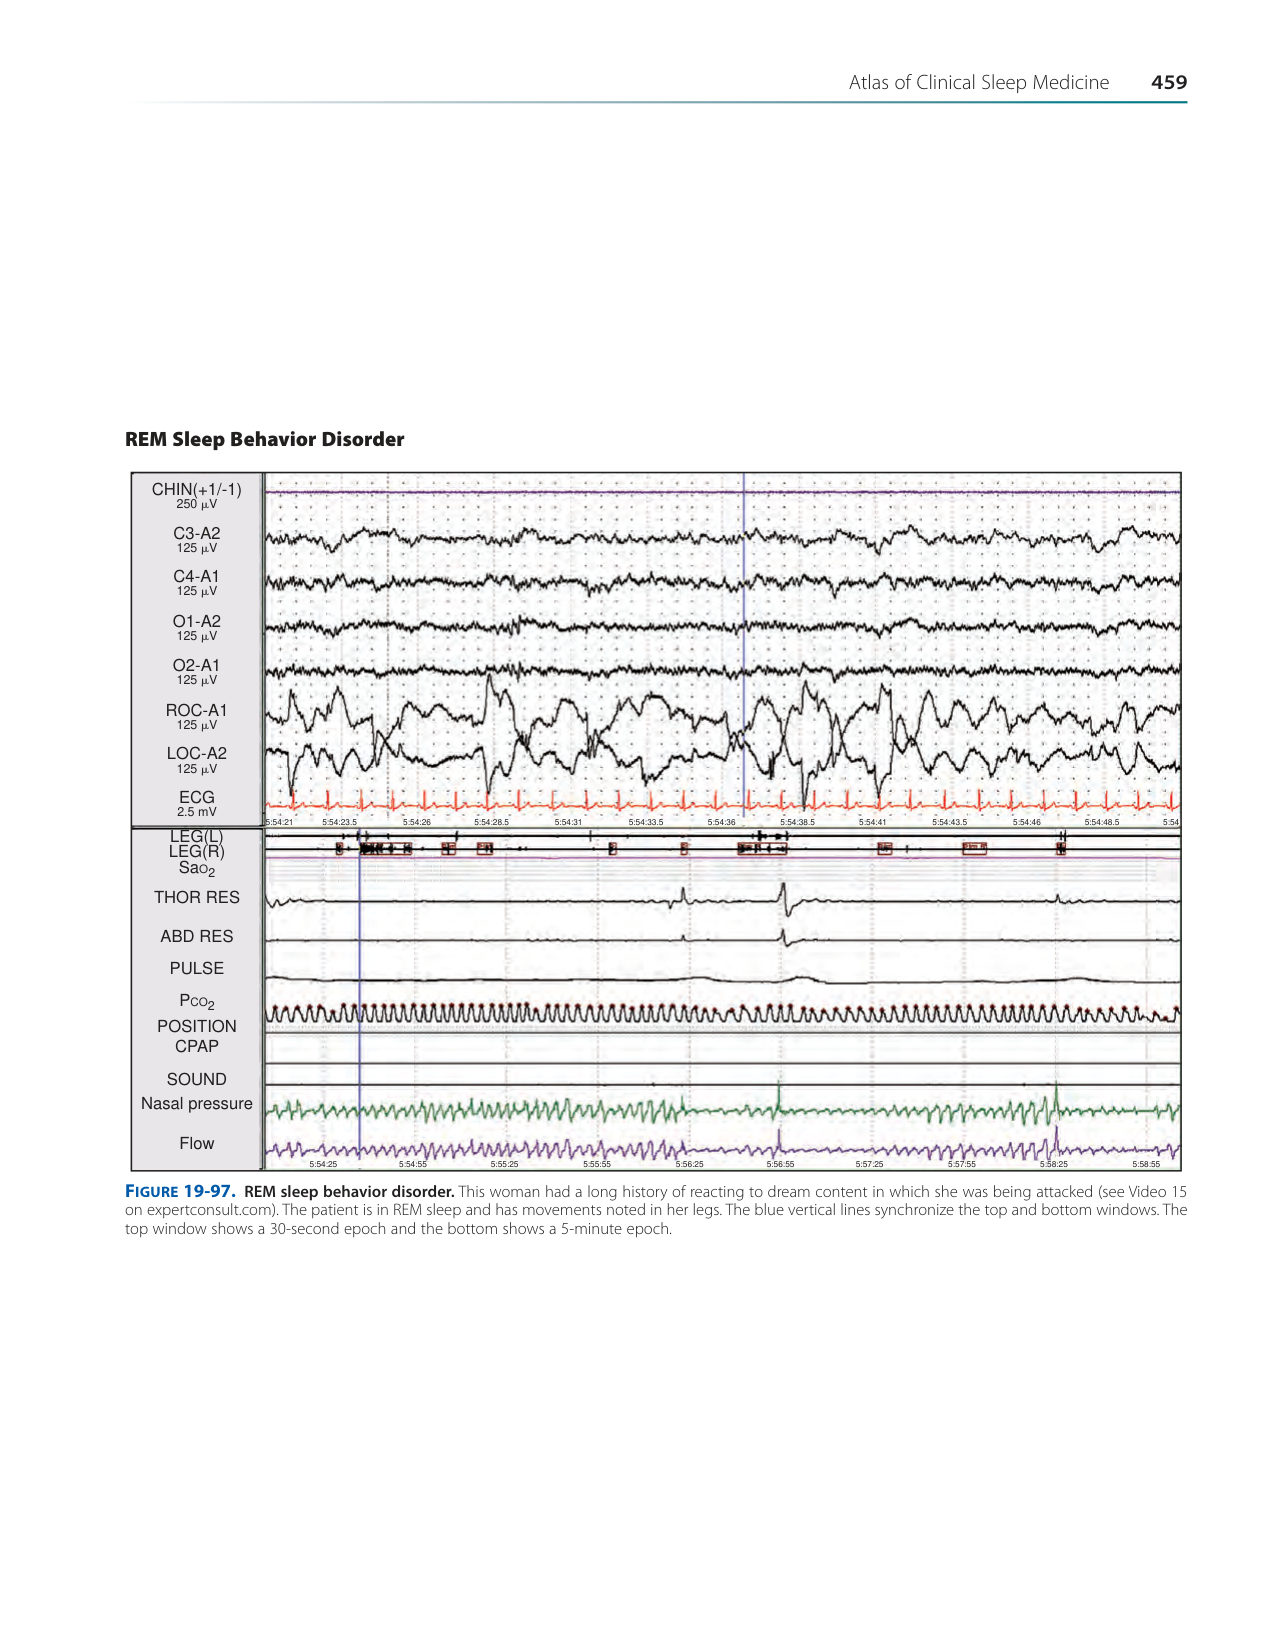 Atlas of Clinical Sleep Medicine 459
REM Sleep Behavior Disorder
CHIN(+1/-1)
250 µV
C3-A2
125 µV
C4-A1
125 µV
O1-A2
125 µV
O2-A1
125 µV
ROC-A1
125 µV
LOC-A2
125 µV
ECG
2.5 mV
5:54:21 5:54:23.5 5:54:26 5:54:28.5 5:54:31 5:54:33.5 5:54:36 5:54:38.5 5:54:41 5:54:43.5 5:54:46 5:54:48.5 5:54
LEG(L)
LEG(R)
SaO2
THOR RES
ABD RES
PULSE
PCO2
POSITION
CPAP
SOUND
Nasal pressure
Flow
5:54:25 5:54:55 5:55:25 5:55:55 5:56:25 5:56:55 5:57:25 5:57:55 5:58:25 5:58:55
FIGURE 19-97. REM sleep behavior disorder. This woman had a long history of reacting to dream content in which she was being attacked (see Video 15
on expertconsult.com). The patient is in REM sleep and has movements noted in her legs. The blue vertical lines synchronize the top and bottom windows. The
top window shows a 30-second epoch and the bottom shows a 5-minute epoch.